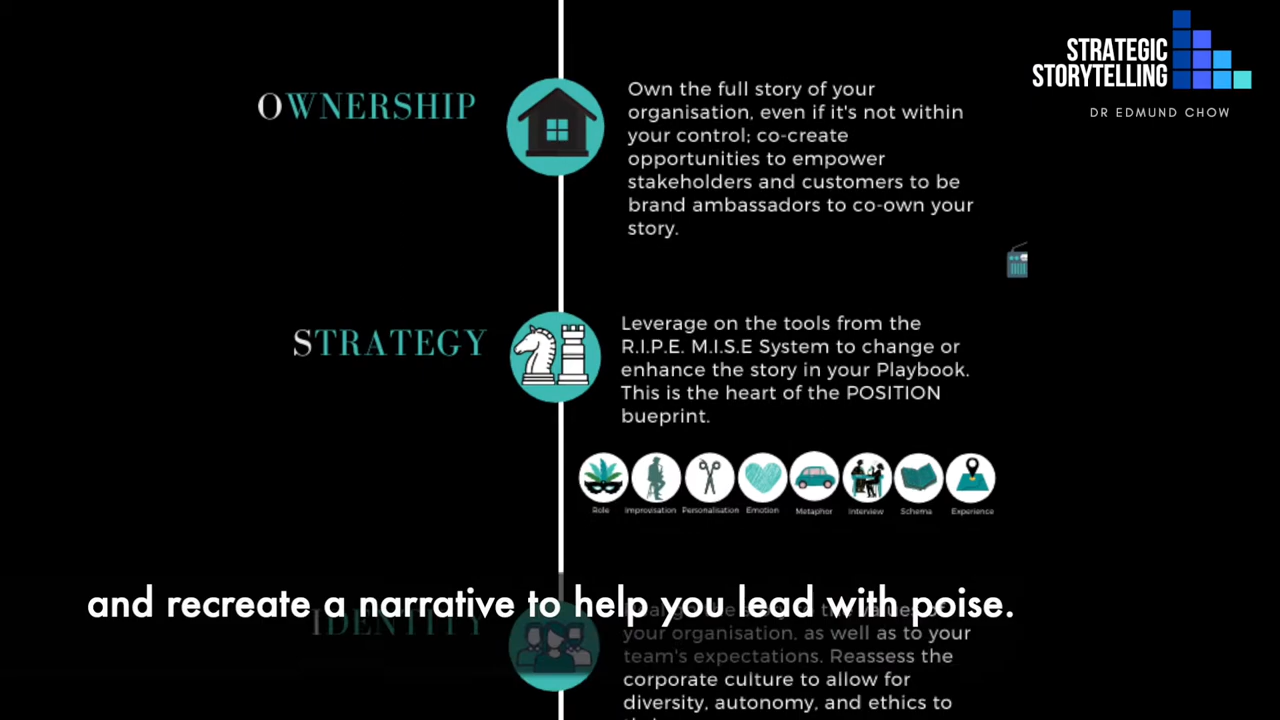 STRATEGIC
STORYTELLING
DR EDMUND CHOW
OWNERSHIP
Own the full story of your
organisation, even if it's not within
your control; co-create
opportunities to empower
stakeholders and customers to be
brand ambassadors to co-own your
story.
STRATEGY
Leverage on the tools from the
R.I.P.E. M.I.S.E System to change or
enhance the story in your Playbook.
This is the heart of the POSITION
bueprint.
Role Improvisation Personalisation Emotion Metaphor Interview Schema Experience
and recreate a narrative to help you lead with poise.
IDENTITY
values of
your organisation. as well as to your
team's expectations. Reassess the
corporate culture to allow for
diversity, autonomy, and ethics to